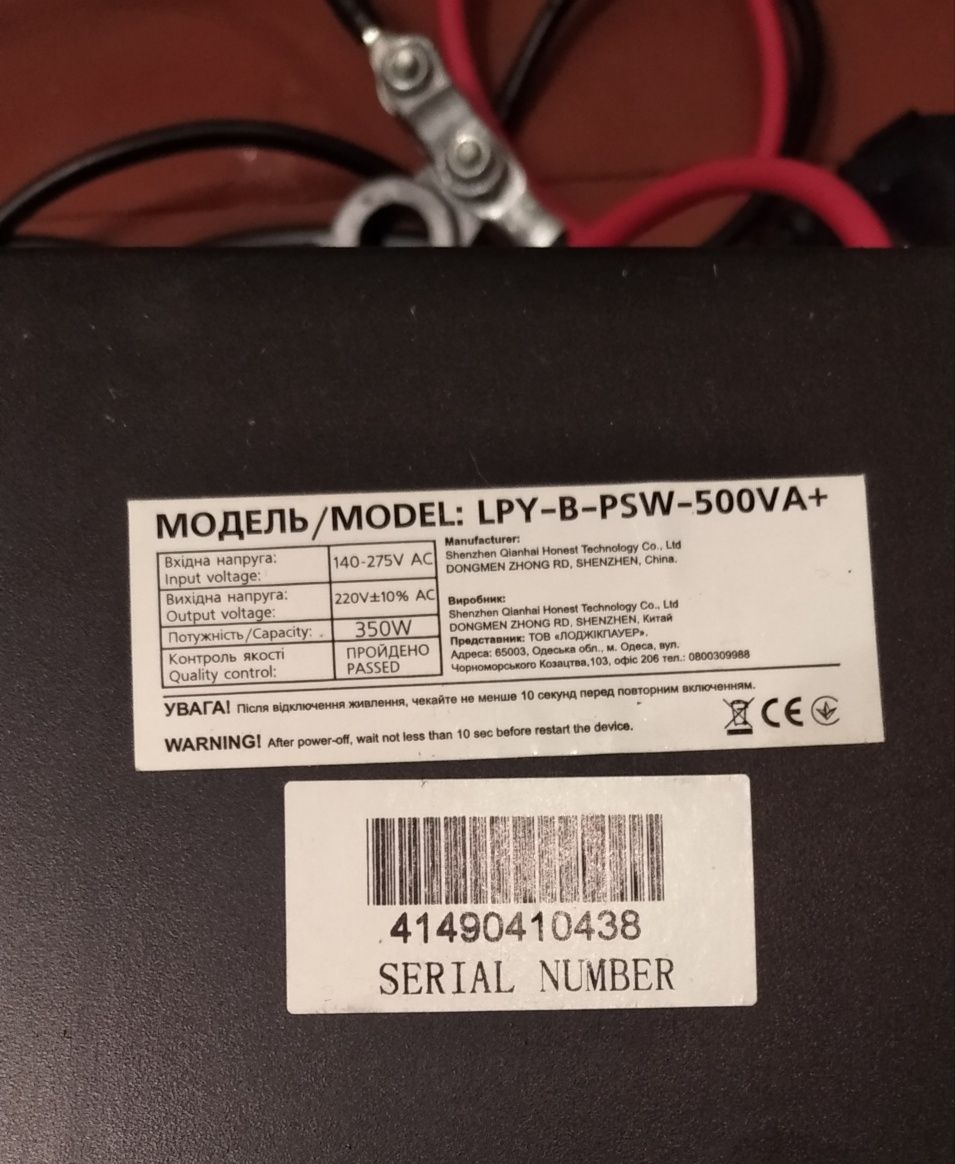 МОДЕЛЬ/MODEL: LPY-B-PSW-500VA+
Вхідна напруга:
Input voltage:
140-275V AC
Вихідна напруга:
Output voltage:
220V±10% AC
Потужність/Capacity:
350W
Контроль якості
Quality control:
ПРОЙДЕНО
PASSED
Manufacturer:
Shenzhen Qianhai Honest Technology Co., Ltd
DONGMEN ZHONG RD, SHENZHEN, China.
Виробник:
Shenzhen Qianhai Honest Technology Co., Ltd
DONGMEN ZHONG RD, SHENZHEN, Китай
Представник: ТОВ «ЛОДЖІКПАУЕР».
Адреса: 65003, Одеська обл., м. Одеса, вул.
Чорноморського Козацтва,103, офіс 206 тел.: 0800309988
УВАГА! Після відключення живлення, чекайте не менше 10 секунд перед повторним включенням.
WARNING! After power-off, wait not less than 10 sec before restart the device.
CE
41490410438
SERIAL NUMBER